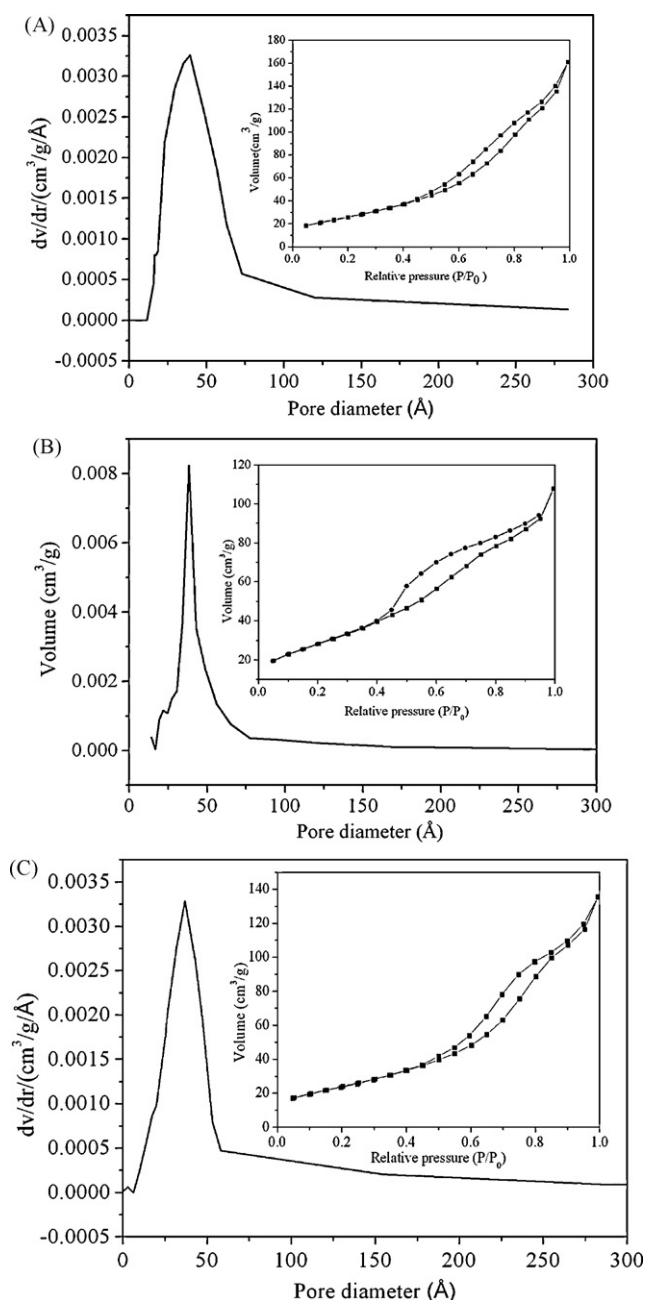 (A)
0.0035
0.0030
0.0025
0.0020
0.0015
0.0010
0.0005
0.0000
-0.0005
dv/dr/(cm³/g/Å)
0 50 100 150 200 250 300
Pore diameter (Å)
180
160
140
120
100
80
60
40
20
0
Volume(cm³/g)
0.0 0.2 0.4 0.6 0.8 1.0
Relative pressure (P/P₀)
(B)
0.008
0.006
0.004
0.002
0.000
Volume (cm³/g)
0 50 100 150 200 250 300
Pore diameter (Å)
120
100
80
60
40
20
Volume (cm³/g)
0.0 0.2 0.4 0.6 0.8 1.0
Relative pressure (P/P₀)
(C)
0.0035
0.0030
0.0025
0.0020
0.0015
0.0010
0.0005
0.0000
-0.0005
dv/dr/(cm³/g/Å)
0 50 100 150 200 250 300
Pore diameter (Å)
140
120
100
80
60
40
20
0
Volume (cm³/g)
0.0 0.2 0.4 0.6 0.8 1.0
Relative pressure (P/P₀)